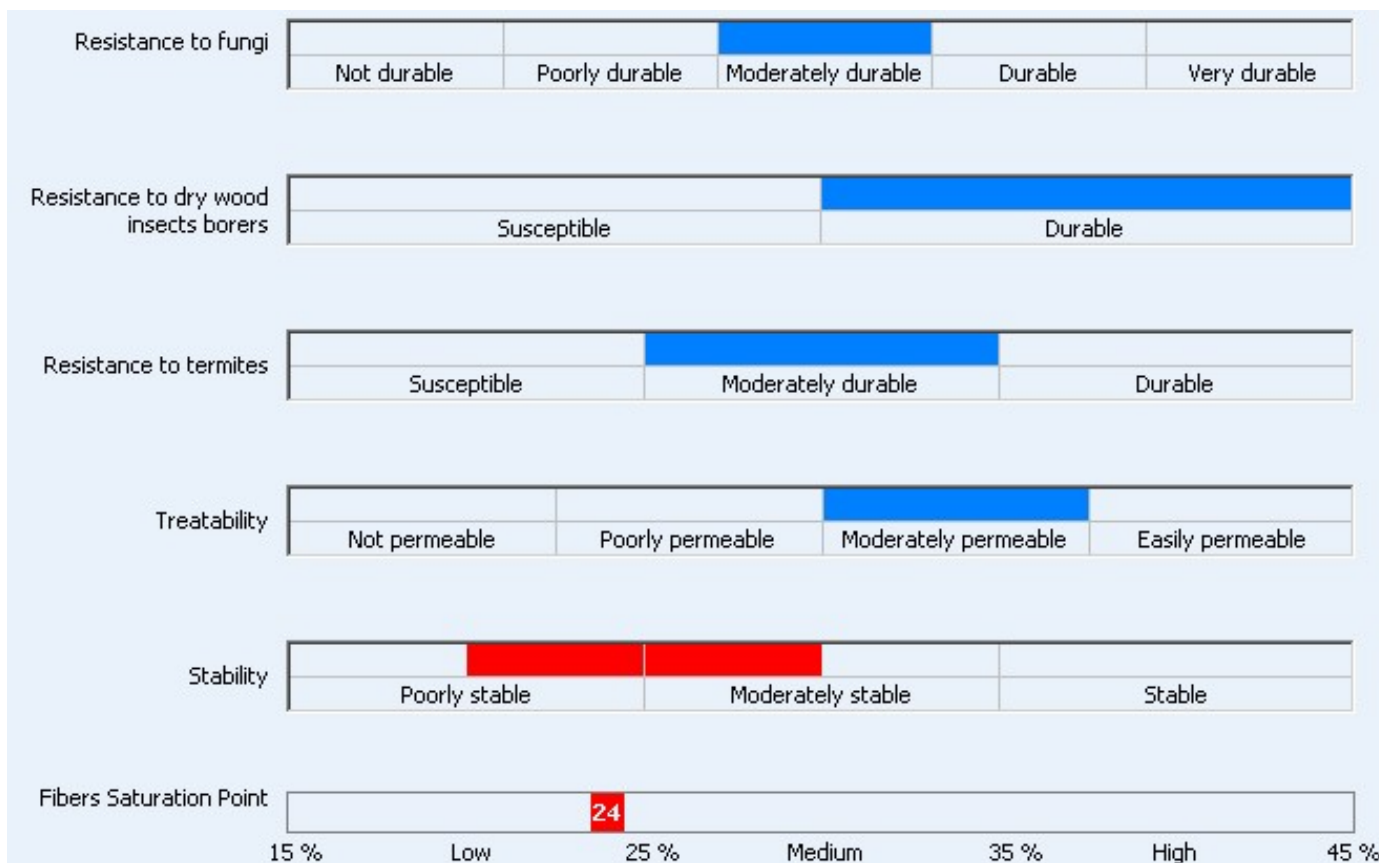 Resistance to fungi
Not durable Poorly durable Moderately durable Durable Very durable
Resistance to dry wood
insects borers
Susceptible Durable
Resistance to termites
Susceptible Moderately durable Durable
Treatability
Not permeable Poorly permeable Moderately permeable Easily permeable
Stability
Poorly stable Moderately stable Stable
Fibers Saturation Point
24
15 % Low 25 % Medium 35 % High 45 %